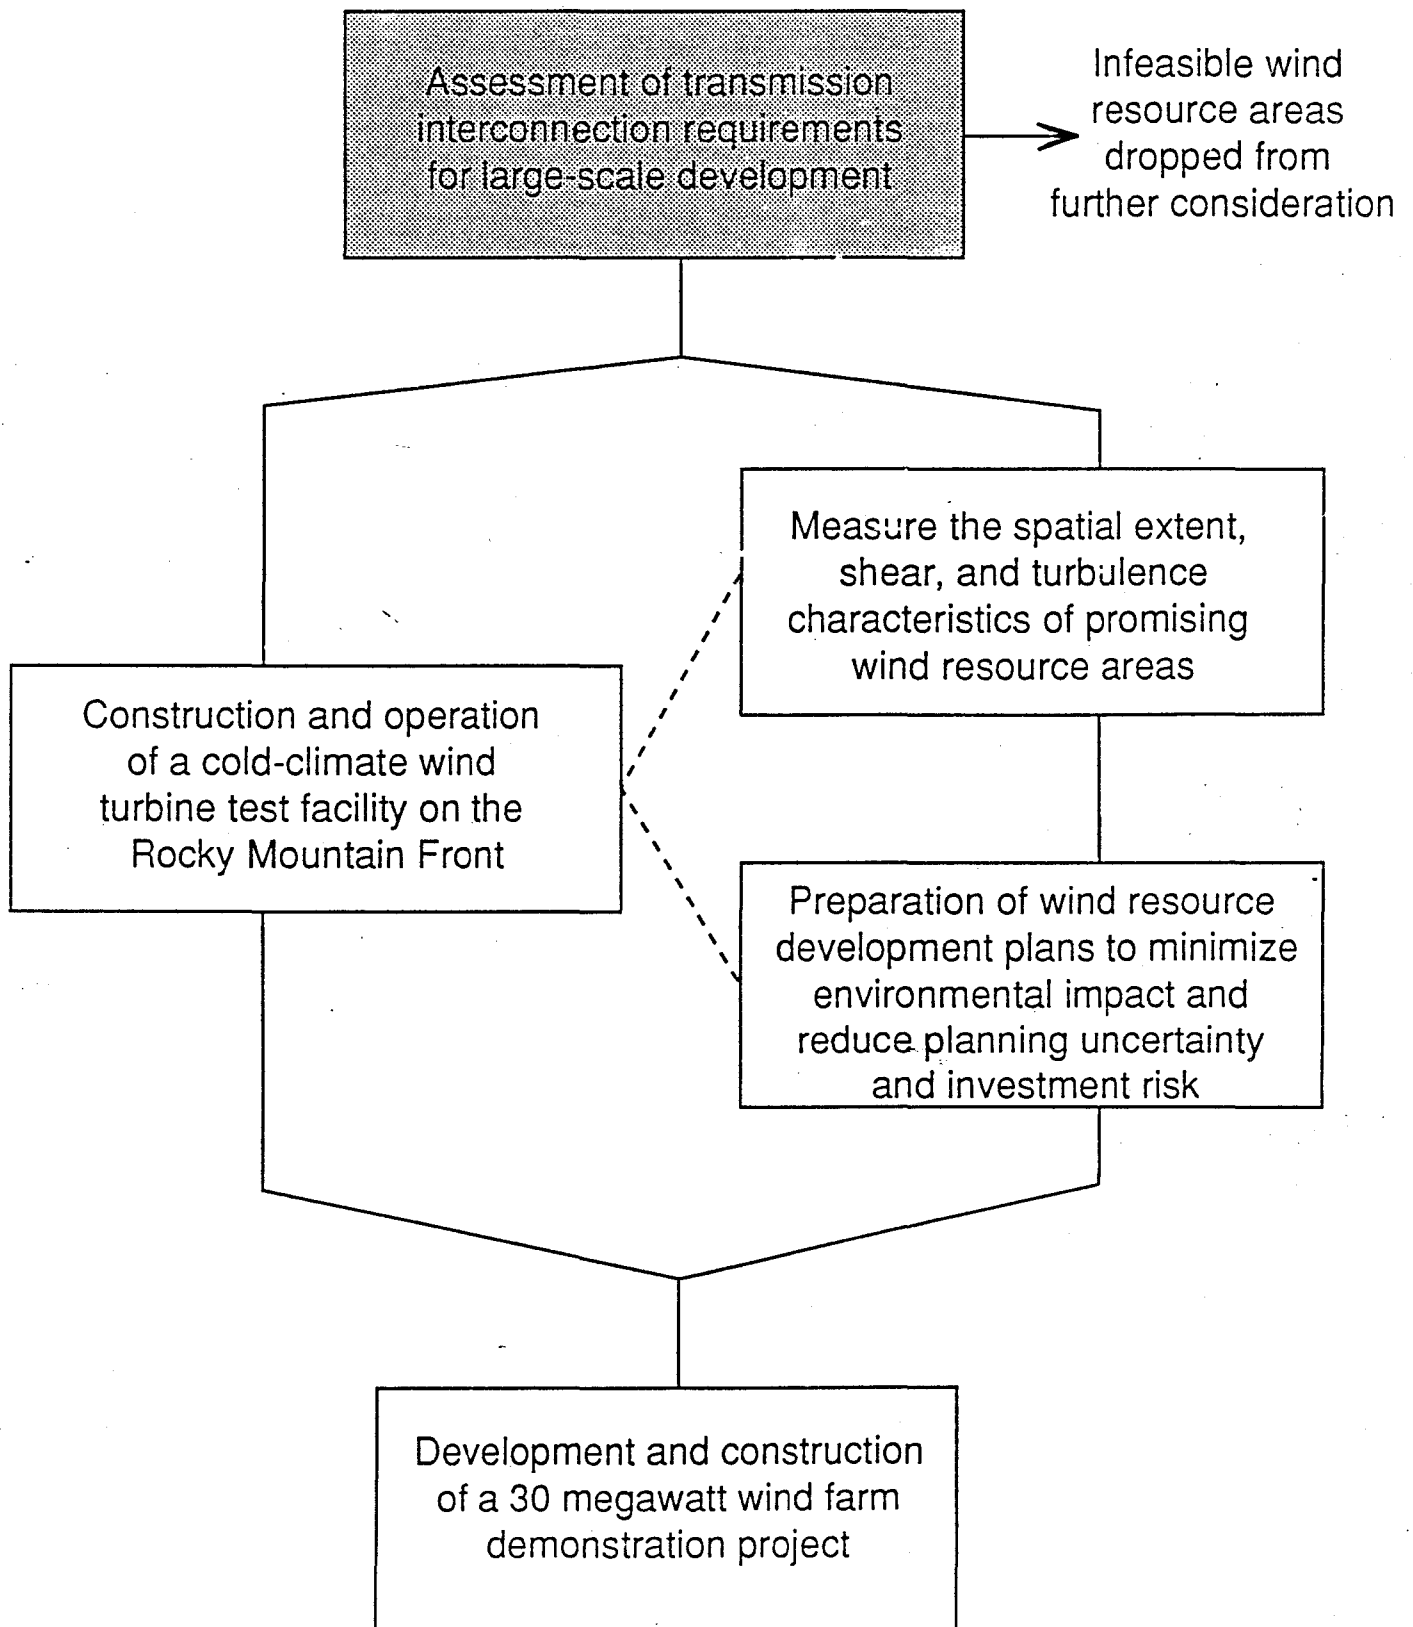 Assessment of transmission
interconnection requirements
for large-scale development
Infeasible wind
resource areas
dropped from
further consideration
Measure the spatial extent,
shear, and turbulence
characteristics of promising
wind resource areas
Construction and operation
of a cold-climate wind
turbine test facility on the
Rocky Mountain Front
Preparation of wind resource
development plans to minimize
environmental impact and
reduce planning uncertainty
and investment risk
Development and construction
of a 30 megawatt wind farm
demonstration project